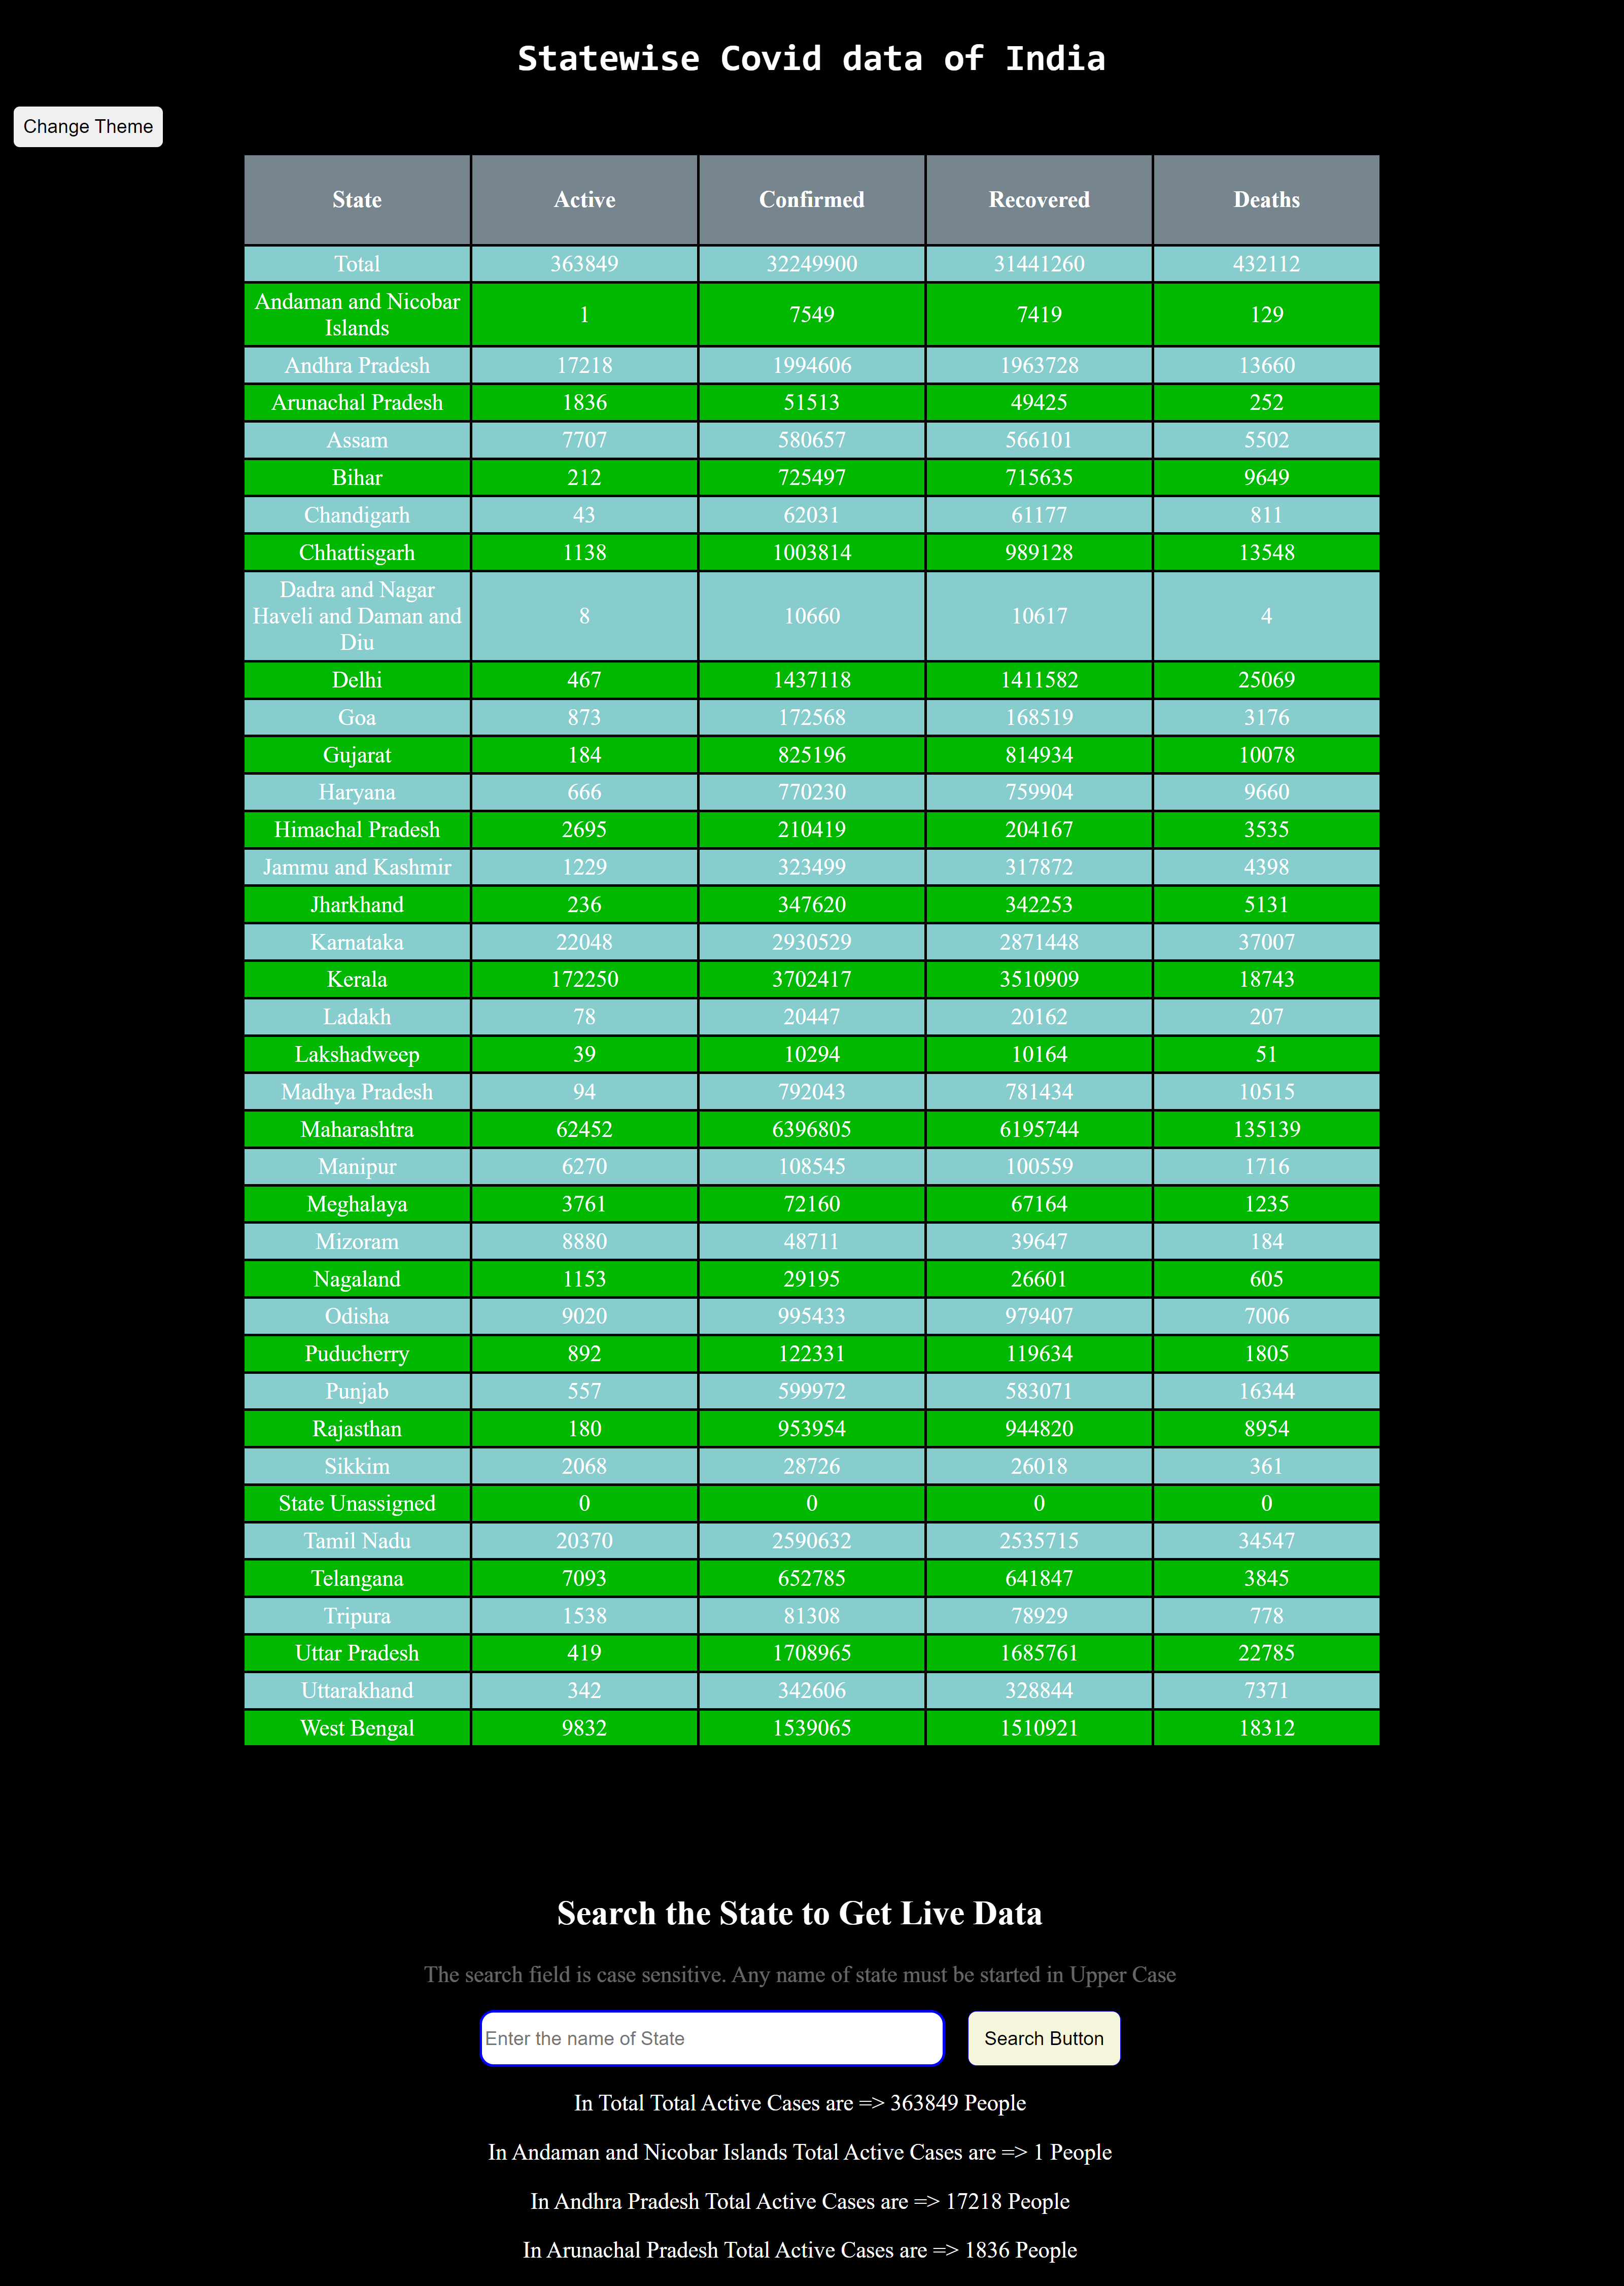 Statewise Covid data of India
Change Theme
State Active Confirmed Recovered Deaths
Total 363849 32249900 31441260 432112
Andaman and Nicobar
Islands 1 7549 7419 129
Andhra Pradesh 17218 1994606 1963728 13660
Arunachal Pradesh 1836 51513 49425 252
Assam 7707 580657 566101 5502
Bihar 212 725497 715635 9649
Chandigarh 43 62031 61177 811
Chhattisgarh 1138 1003814 989128 13548
Dadra and Nagar
Haveli and Daman and
Diu 8 10660 10617 4
Delhi 467 1437118 1411582 25069
Goa 873 172568 168519 3176
Gujarat 184 825196 814934 10078
Haryana 666 770230 759904 9660
Himachal Pradesh 2695 210419 204167 3535
Jammu and Kashmir 1229 323499 317872 4398
Jharkhand 236 347620 342253 5131
Karnataka 22048 2930529 2871448 37007
Kerala 172250 3702417 3510909 18743
Ladakh 78 20447 20162 207
Lakshadweep 39 10294 10164 51
Madhya Pradesh 94 792043 781434 10515
Maharashtra 62452 6396805 6195744 135139
Manipur 6270 108545 100559 1716
Meghalaya 3761 72160 67164 1235
Mizoram 8880 48711 39647 184
Nagaland 1153 29195 26601 605
Odisha 9020 995433 979407 7006
Puducherry 892 122331 119634 1805
Punjab 557 599972 583071 16344
Rajasthan 180 953954 944820 8954
Sikkim 2068 28726 26018 361
State Unassigned 0 0 0 0
Tamil Nadu 20370 2590632 2535715 34547
Telangana 7093 652785 641847 3845
Tripura 1538 81308 78929 778
Uttar Pradesh 419 1708965 1685761 22785
Uttarakhand 342 342606 328844 7371
West Bengal 9832 1539065 1510921 18312
Search the State to Get Live Data
The search field is case sensitive. Any name of state must be started in Upper Case
Enter the name of State Search Button
In Total Total Active Cases are => 363849 People
In Andaman and Nicobar Islands Total Active Cases are => 1 People
In Andhra Pradesh Total Active Cases are => 17218 People
In Arunachal Pradesh Total Active Cases are => 1836 People